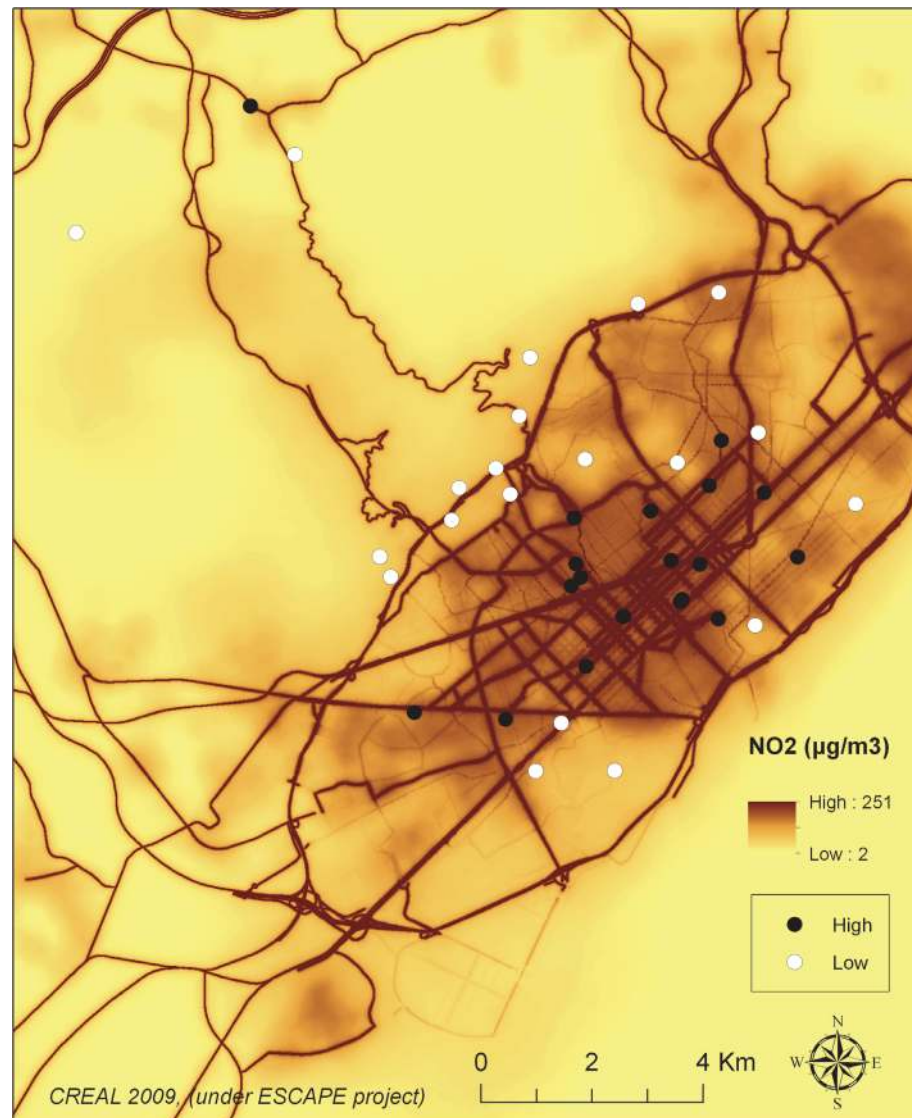 NO2 (µg/m3)
High : 251
Low : 2
High
Low
N
W E
S
0 2 4 Km
CREAL 2009, (under ESCAPE project)